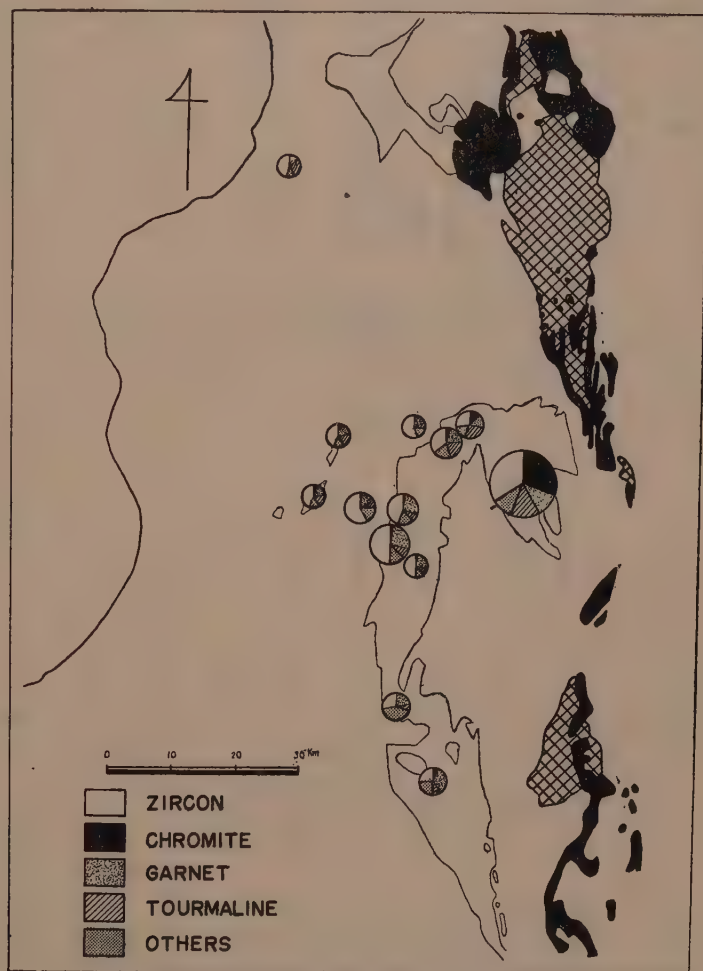 0 10 20 30 Km
ZIRCON
CHROMITE
GARNET
TOURMALINE
OTHERS